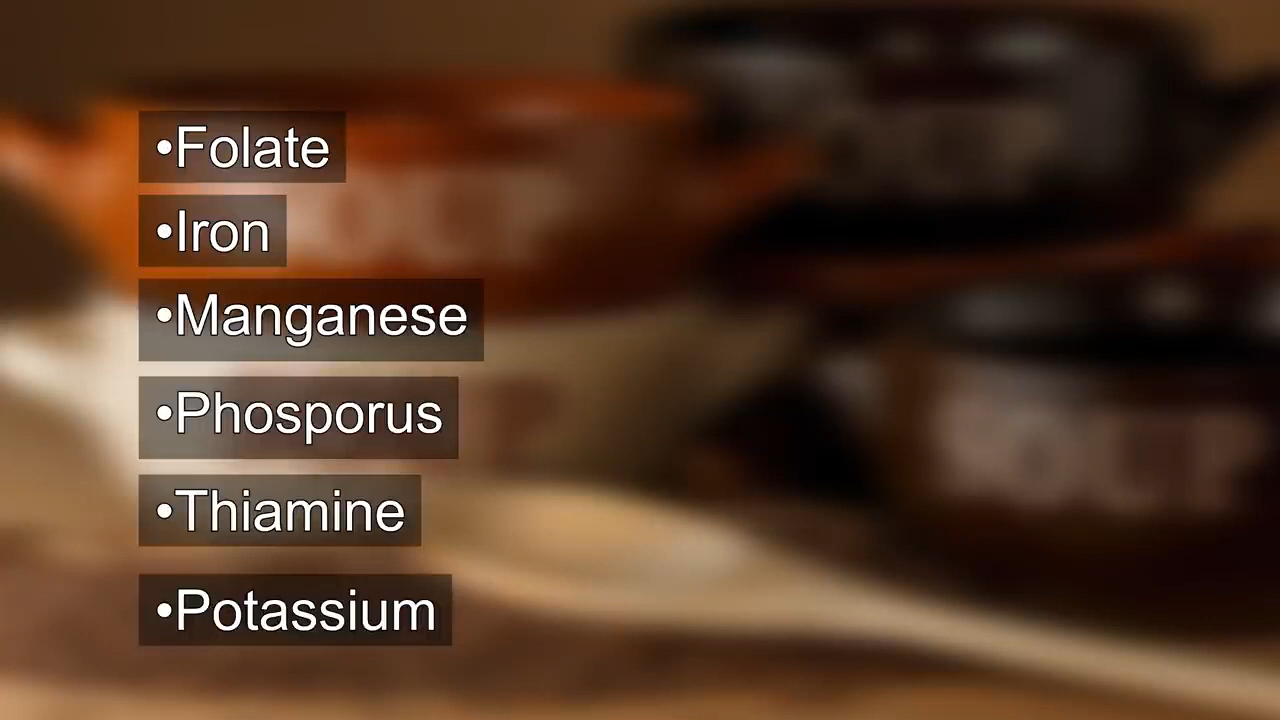 •Folate
•Iron
•Manganese
•Phosporus
•Thiamine
•Potassium